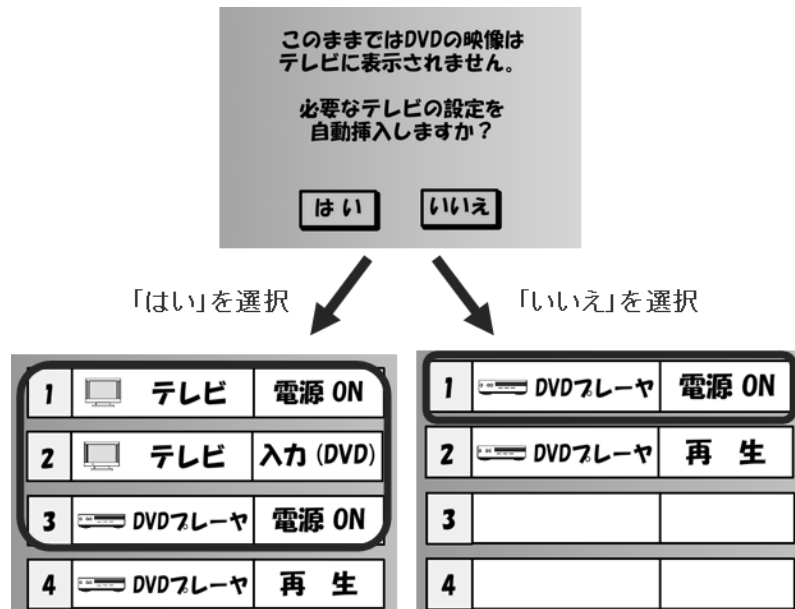 このままではDVDの映像は
テレビに表示されません。
必要なテレビの設定を
自動挿入しますか？
はい いいえ
「はい」を選択 「いいえ」を選択
1 テレビ 電源 ON
2 テレビ 入力 (DVD)
3 DVDプレーヤ 電源 ON
4 DVDプレーヤ 再 生
1 DVDプレーヤ 電源 ON
2 DVDプレーヤ 再 生
3
4